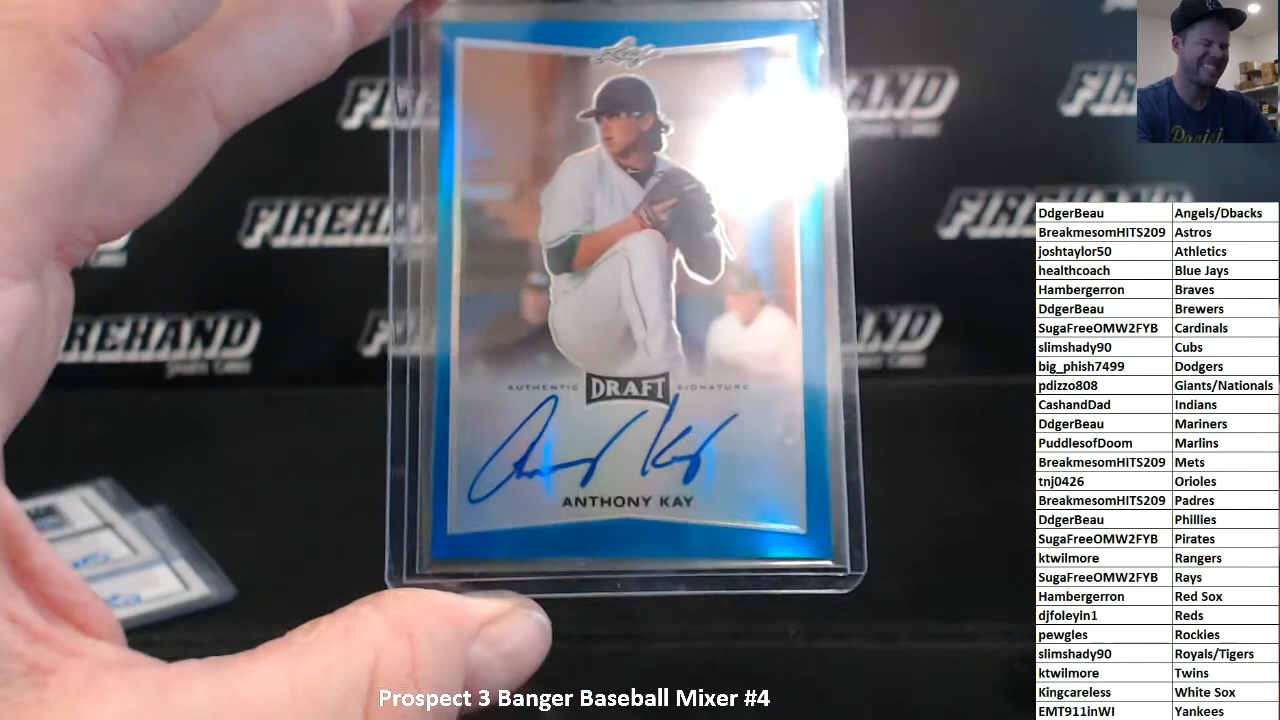 Leaf
FIREHAND
FIREHAND
FIREHAND
AUTHENTIC DRAFT SIGNATURE
Anthony Kay
ANTHONY KAY
Prospect 3 Banger Baseball Mixer #4
DdgerBeau Angels/Dbacks
BreakmesomHITS209 Astros
joshtaylor50 Athletics
healthcoach Blue Jays
Hambergerron Braves
DdgerBeau Brewers
SugaFreeOMW2FYB Cardinals
slimshady90 Cubs
big_phish7499 Dodgers
pdizzo808 Giants/Nationals
CashandDad Indians
DdgerBeau Mariners
PuddlesofDoom Marlins
BreakmesomHITS209 Mets
tnj0426 Orioles
BreakmesomHITS209 Padres
DdgerBeau Phillies
SugaFreeOMW2FYB Pirates
ktwilmore Rangers
SugaFreeOMW2FYB Rays
Hambergerron Red Sox
djfoleyin1 Reds
pewgles Rockies
slimshady90 Royals/Tigers
ktwilmore Twins
Kingcareless White Sox
EMT911inWI Yankees